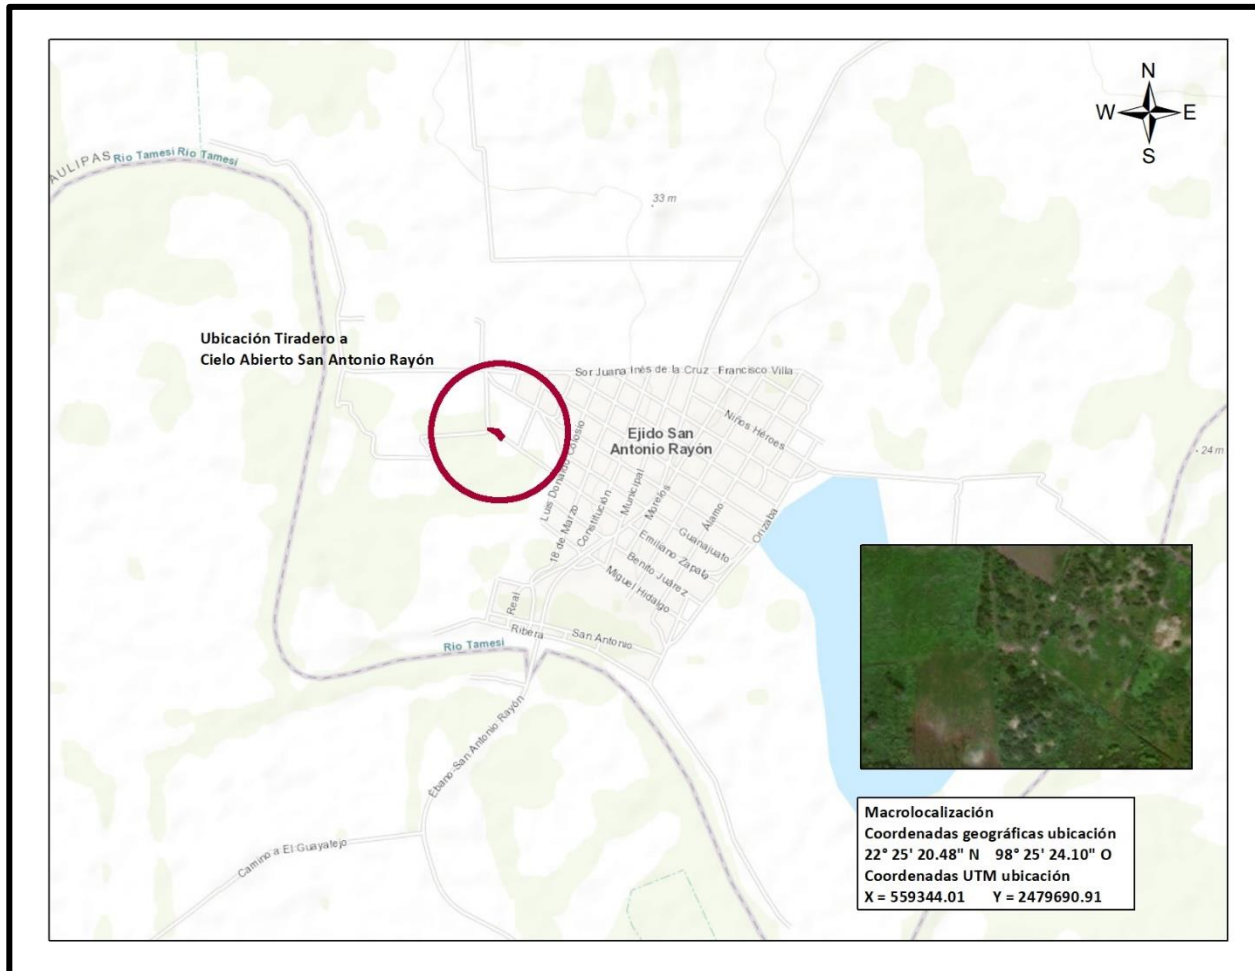 N
W E
S
AULIPAS
Río Tamesí Río Tamesí
33 m
Ubicación Tiradero a
Cielo Abierto San Antonio Rayón
Sor Juana Inés de la Cruz
Francisco Villa
Niños Héroes
Ejido San
Antonio Rayón
24 m
Luis Donaldo Colosio
18 de Marzo
Constitución
Municipal
Morelos
Álamo
Orizaba
Guanajuato
Emiliano Zapata
Benito Juárez
Miguel Hidalgo
Real
Ribera
San Antonio
Río Tamesí
Ébano-San Antonio Rayón
Camino a El Guayalejo
Macrolocalización
Coordenadas geográficas ubicación
22° 25' 20.48" N 98° 25' 24.10" O
Coordenadas UTM ubicación
X = 559344.01 Y = 2479690.91